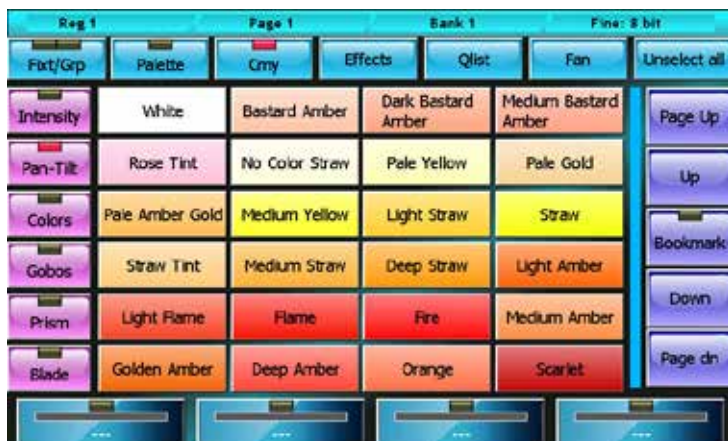 Reg 1 Page 1 Bank 1 Fine: 8 bit
Fixt/Grp Palette Cmy Effects Qlist Fan Unselect all
Intensity White Bastard Amber Dark Bastard Amber Medium Bastard Amber Page Up
Pan-Tilt Rose Tint No Color Straw Pale Yellow Pale Gold Up
Colors Pale Amber Gold Medium Yellow Light Straw Straw Bookmark
Gobos Straw Tint Medium Straw Deep Straw Light Amber Down
Prism Light Flame Flame Fire Medium Amber
Blade Golden Amber Deep Amber Orange Scarlet Page dn
--- --- --- ---